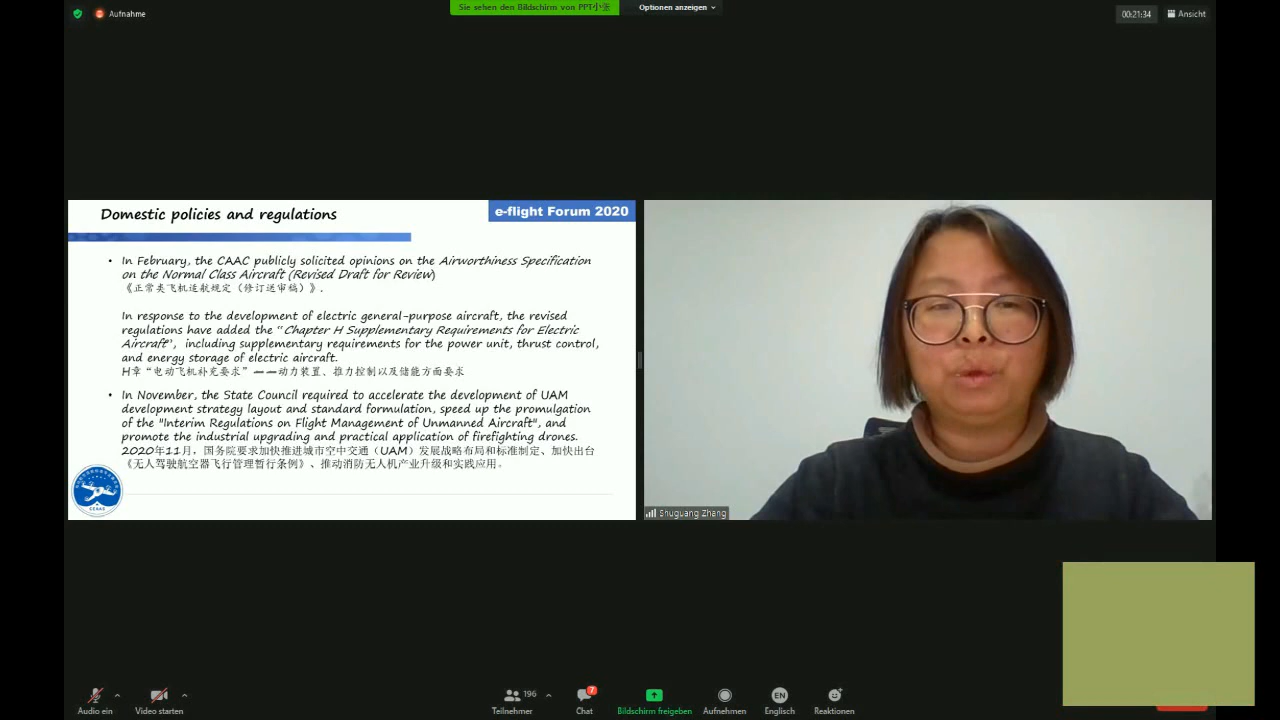 Aufnahme
Sie sehen den Bildschirm von PPT小张
Optionen anzeigen
00:21:34
Ansicht
Domestic policies and regulations
e-flight Forum 2020
• In February, the CAAC publicly solicited opinions on the Airworthiness Specification
on the Normal Class Aircraft (Revised Draft for Review)
《正常类飞机适航规定（修订送审稿）》.
In response to the development of electric general-purpose aircraft, the revised
regulations have added the "Chapter H Supplementary Requirements for Electric
Aircraft", including supplementary requirements for the power unit, thrust control,
and energy storage of electric aircraft.
H章“电动飞机补充要求”——动力装置、推力控制以及储能方面要求
• In November, the State Council required to accelerate the development of UAM
development strategy layout and standard formulation, speed up the promulgation
of the "Interim Regulations on Flight Management of Unmanned Aircraft", and
promote the industrial upgrading and practical application of firefighting drones.
2020年11月，国务院要求加快推进城市空中交通（UAM）发展战略布局和标准制定、加快出台
《无人驾驶航空器飞行管理暂行条例》、推动消防无人机产业升级和实践应用。
Shuguang Zhang
196
7
EN
Audio ein
Video starten
Teilnehmer
Chat
Bildschirm freigeben
Aufnehmen
Englisch
Reaktionen